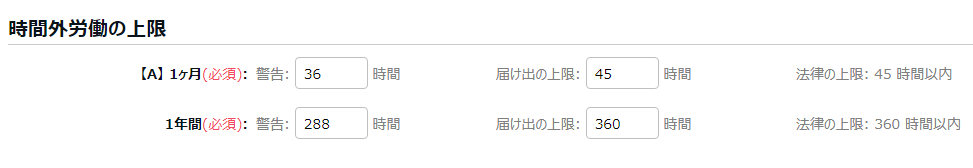 時間外労働の上限
【A】1ヶ月(必須): 警告: 36 時間 届け出の上限: 45 時間 法律の上限: 45 時間以内
1年間(必須): 警告: 288 時間 届け出の上限: 360 時間 法律の上限: 360 時間以内